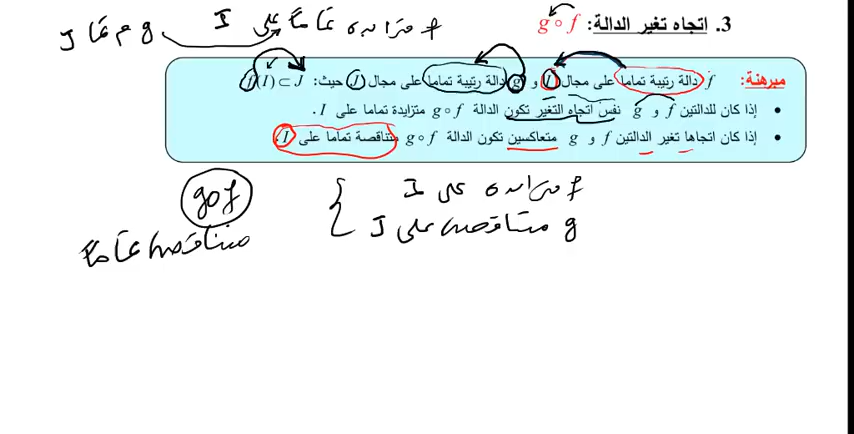 3. اتجاه تغير الدالة: g ∘ f
f متزايدة تماما على I
g م تما J
مبرهنة: f دالة رتيبة تماما على مجال I و g دالة رتيبة تماما على مجال J حيث: f(I) ⊂ J
• إذا كان للدالتين f و g نفس اتجاه التغير تكون الدالة g ∘ f متزايدة تماما على I .
• إذا كان اتجاها تغير الدالتين f و g متعاكسين تكون الدالة g ∘ f متناقصة تماما على I .
f متزايدة على I
g متناقصة على J
gof
متناقصة تماما